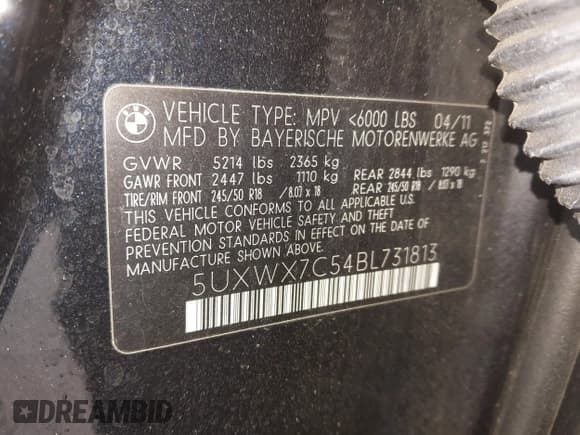 BMW
VEHICLE TYPE: MPV <6000 LBS 04/11
MFD BY BAYERISCHE MOTORENWERKE AG
GVWR 5214 lbs 2365 kg
GAWR FRONT 2447 lbs 1110 kg REAR 2844 lbs 1290 kg
TIRE/RIM FRONT 245/50 R18 / 8.0J x 18 REAR 245/50 R18 / 8.0J x 18
THIS VEHICLE CONFORMS TO ALL APPLICABLE U.S.
FEDERAL MOTOR VEHICLE SAFETY AND THEFT
PREVENTION STANDARDS IN EFFECT ON THE DATE OF
MANUFACTURE SHOWN ABOVE.
5UXWX7C54BL731813
DREAMBID